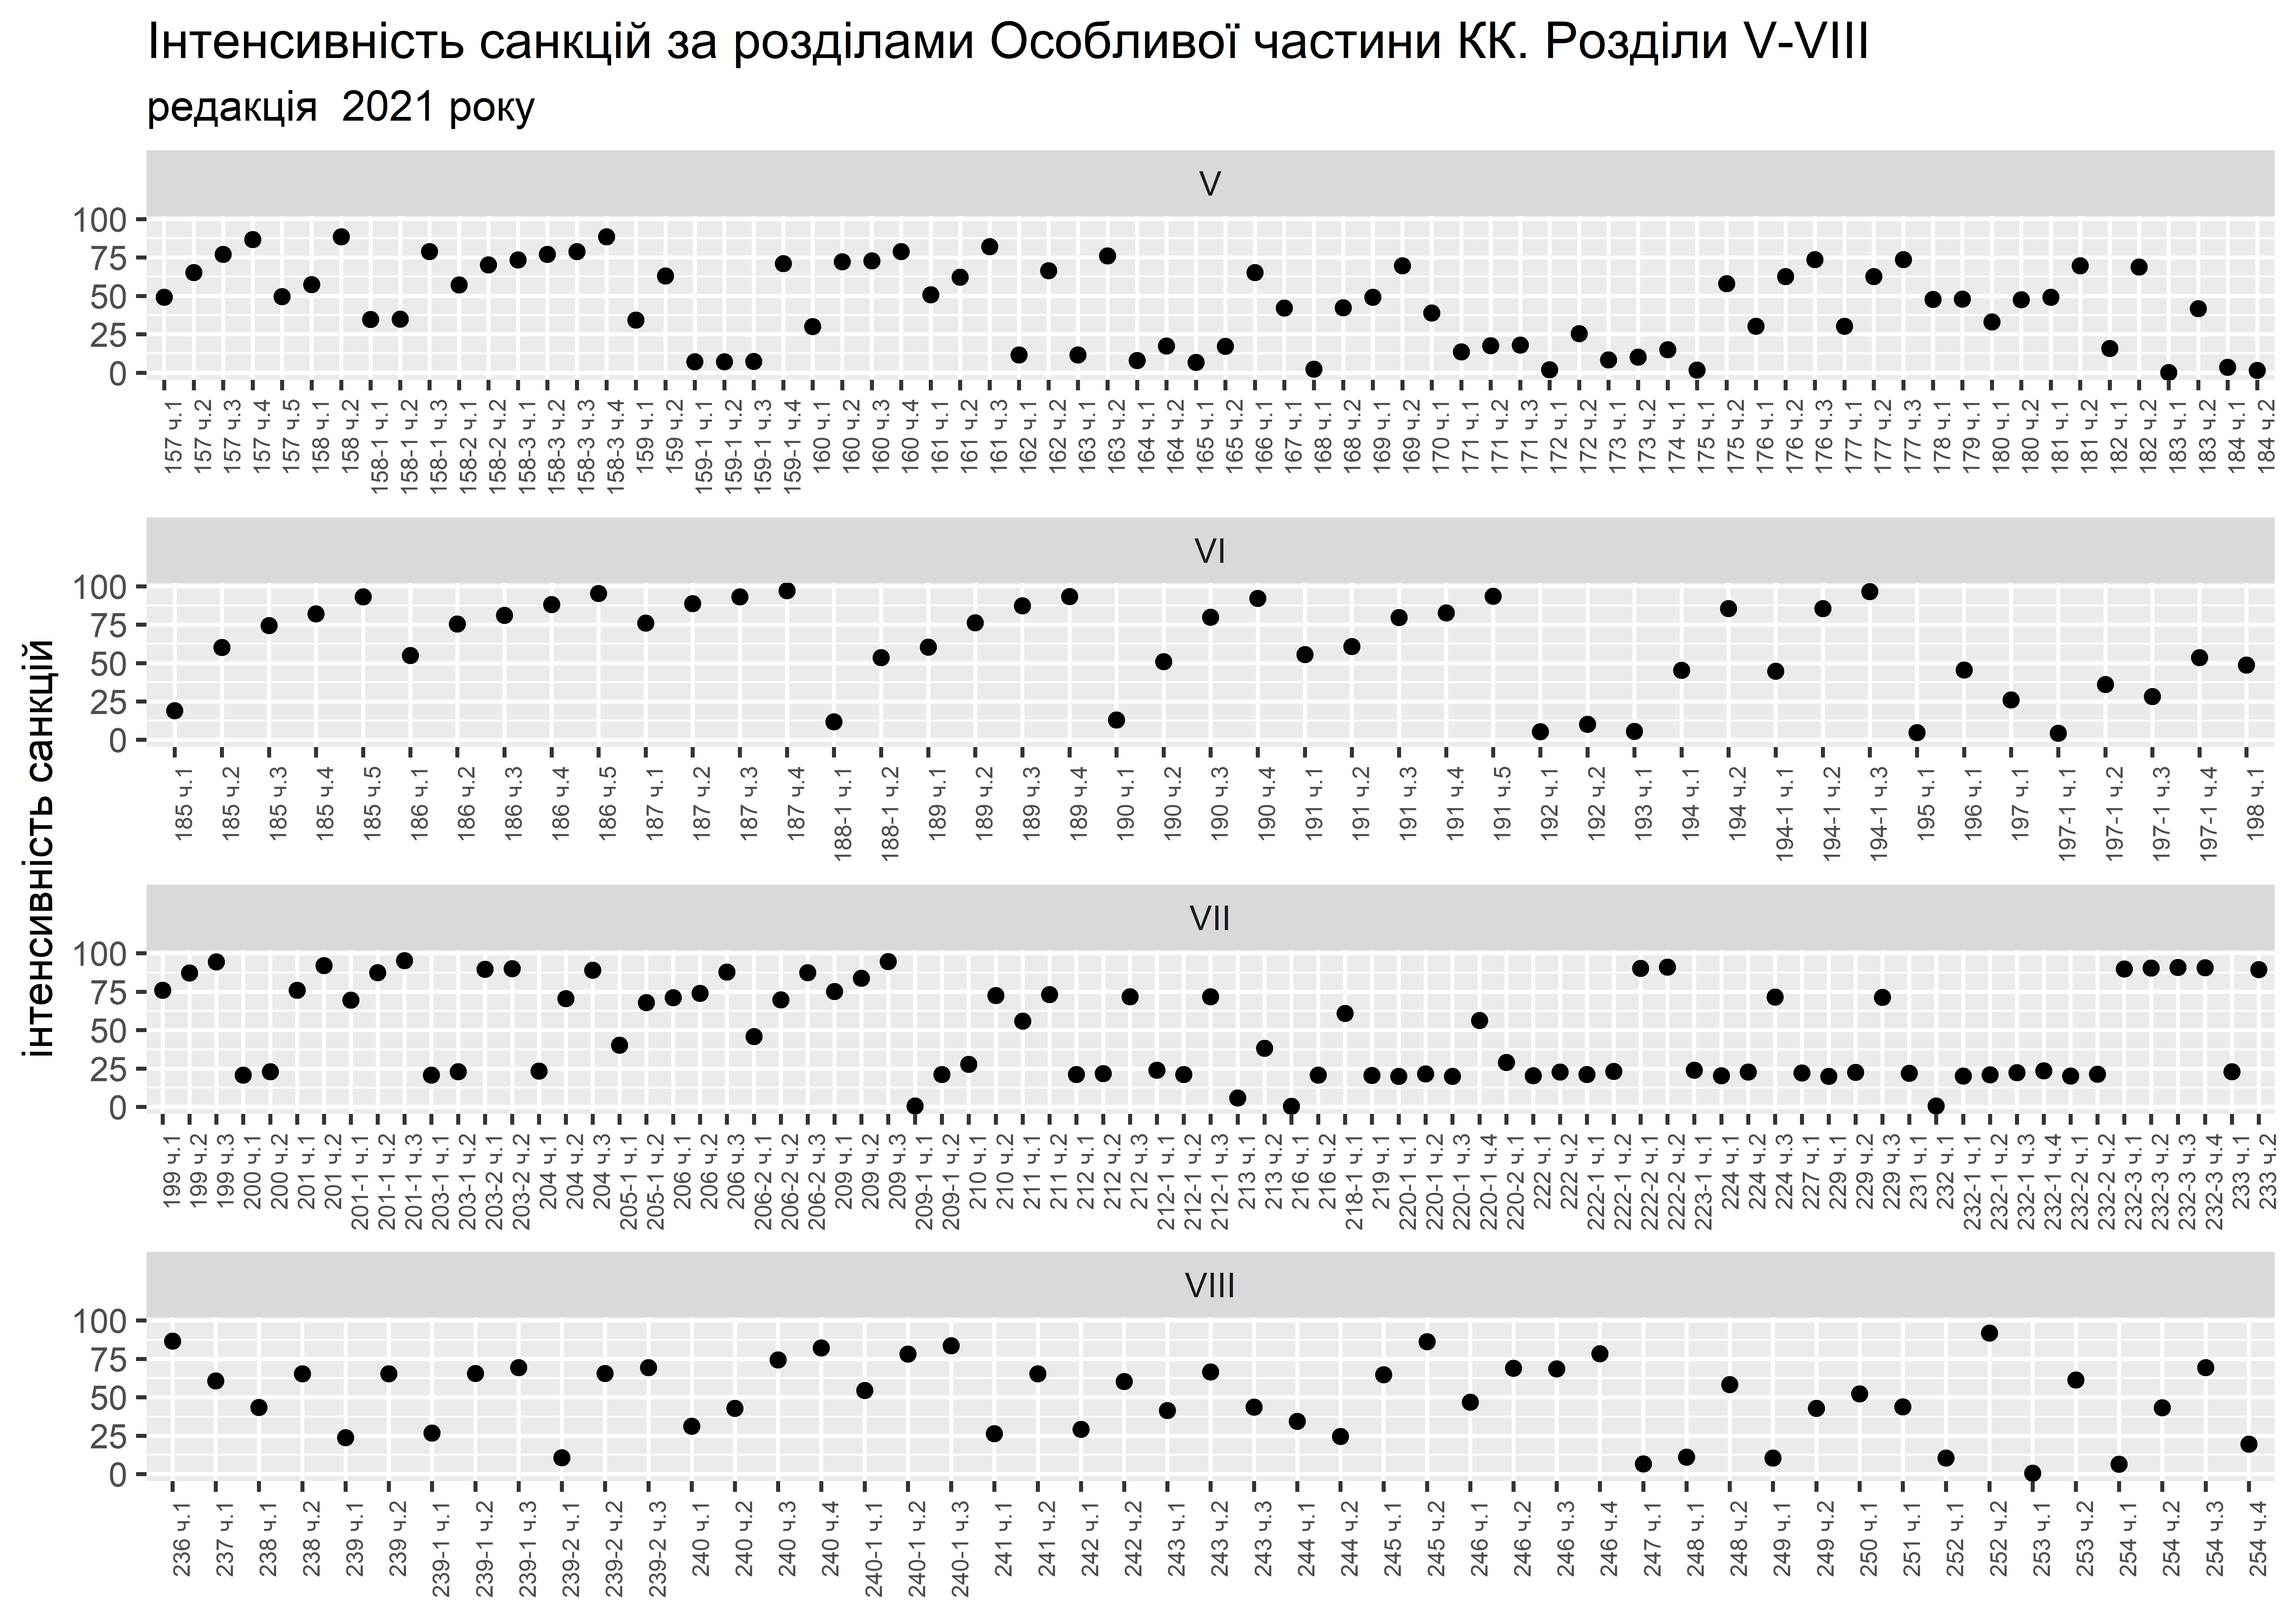 Інтенсивність санкцій за розділами Особливої частини КК. Розділи V-VIII
редакція 2021 року
інтенсивність санкцій
V
100
75
50
25
0
157 ч.1 157 ч.2 157 ч.3 157 ч.4 157 ч.5 158 ч.1 158 ч.2 158-1 ч.1 158-1 ч.2 158-1 ч.3 158-2 ч.1 158-2 ч.2 158-3 ч.1 158-3 ч.2 158-3 ч.3 158-3 ч.4 159 ч.1 159 ч.2 159-1 ч.1 159-1 ч.2 159-1 ч.3 159-1 ч.4 160 ч.1 160 ч.2 160 ч.3 160 ч.4 161 ч.1 161 ч.2 161 ч.3 162 ч.1 162 ч.2 163 ч.1 163 ч.2 164 ч.1 164 ч.2 165 ч.1 165 ч.2 166 ч.1 167 ч.1 168 ч.1 168 ч.2 169 ч.1 169 ч.2 170 ч.1 171 ч.1 171 ч.2 171 ч.3 172 ч.1 172 ч.2 173 ч.1 173 ч.2 174 ч.1 175 ч.1 175 ч.2 176 ч.1 176 ч.2 176 ч.3 177 ч.1 177 ч.2 177 ч.3 178 ч.1 179 ч.1 180 ч.1 180 ч.2 181 ч.1 181 ч.2 182 ч.1 182 ч.2 183 ч.1 183 ч.2 184 ч.1 184 ч.2
VI
100
75
50
25
0
185 ч.1 185 ч.2 185 ч.3 185 ч.4 185 ч.5 186 ч.1 186 ч.2 186 ч.3 186 ч.4 186 ч.5 187 ч.1 187 ч.2 187 ч.3 187 ч.4 188-1 ч.1 188-1 ч.2 189 ч.1 189 ч.2 189 ч.3 189 ч.4 190 ч.1 190 ч.2 190 ч.3 190 ч.4 191 ч.1 191 ч.2 191 ч.3 191 ч.4 191 ч.5 192 ч.1 192 ч.2 193 ч.1 194 ч.1 194 ч.2 194-1 ч.1 194-1 ч.2 194-1 ч.3 195 ч.1 196 ч.1 197 ч.1 197-1 ч.1 197-1 ч.2 197-1 ч.3 197-1 ч.4 198 ч.1
VII
100
75
50
25
0
199 ч.1 199 ч.2 199 ч.3 200 ч.1 200 ч.2 201 ч.1 201 ч.2 201-1 ч.1 201-1 ч.2 201-1 ч.3 203-1 ч.1 203-1 ч.2 203-2 ч.1 203-2 ч.2 204 ч.1 204 ч.2 204 ч.3 205-1 ч.1 205-1 ч.2 206 ч.1 206 ч.2 206 ч.3 206-2 ч.1 206-2 ч.2 206-2 ч.3 209 ч.1 209 ч.2 209 ч.3 209-1 ч.1 209-1 ч.2 210 ч.1 210 ч.2 211 ч.1 211 ч.2 212 ч.1 212 ч.2 212 ч.3 212-1 ч.1 212-1 ч.2 212-1 ч.3 213 ч.1 213 ч.2 216 ч.1 216 ч.2 218-1 ч.1 219 ч.1 220-1 ч.1 220-1 ч.2 220-1 ч.3 220-1 ч.4 220-2 ч.1 222 ч.1 222 ч.2 222-1 ч.1 222-1 ч.2 222-2 ч.1 222-2 ч.2 223-1 ч.1 224 ч.1 224 ч.2 224 ч.3 227 ч.1 229 ч.1 229 ч.2 229 ч.3 231 ч.1 232 ч.1 232-1 ч.1 232-1 ч.2 232-1 ч.3 232-1 ч.4 232-2 ч.1 232-2 ч.2 232-3 ч.1 232-3 ч.2 232-3 ч.3 232-3 ч.4 233 ч.1 233 ч.2
VIII
100
75
50
25
0
236 ч.1 237 ч.1 238 ч.1 238 ч.2 239 ч.1 239 ч.2 239-1 ч.1 239-1 ч.2 239-1 ч.3 239-2 ч.1 239-2 ч.2 239-2 ч.3 240 ч.1 240 ч.2 240 ч.3 240 ч.4 240-1 ч.1 240-1 ч.2 240-1 ч.3 241 ч.1 241 ч.2 242 ч.1 242 ч.2 243 ч.1 243 ч.2 243 ч.3 244 ч.1 244 ч.2 245 ч.1 245 ч.2 246 ч.1 246 ч.2 246 ч.3 246 ч.4 247 ч.1 248 ч.1 248 ч.2 249 ч.1 249 ч.2 250 ч.1 251 ч.1 252 ч.1 252 ч.2 253 ч.1 253 ч.2 254 ч.1 254 ч.2 254 ч.3 254 ч.4